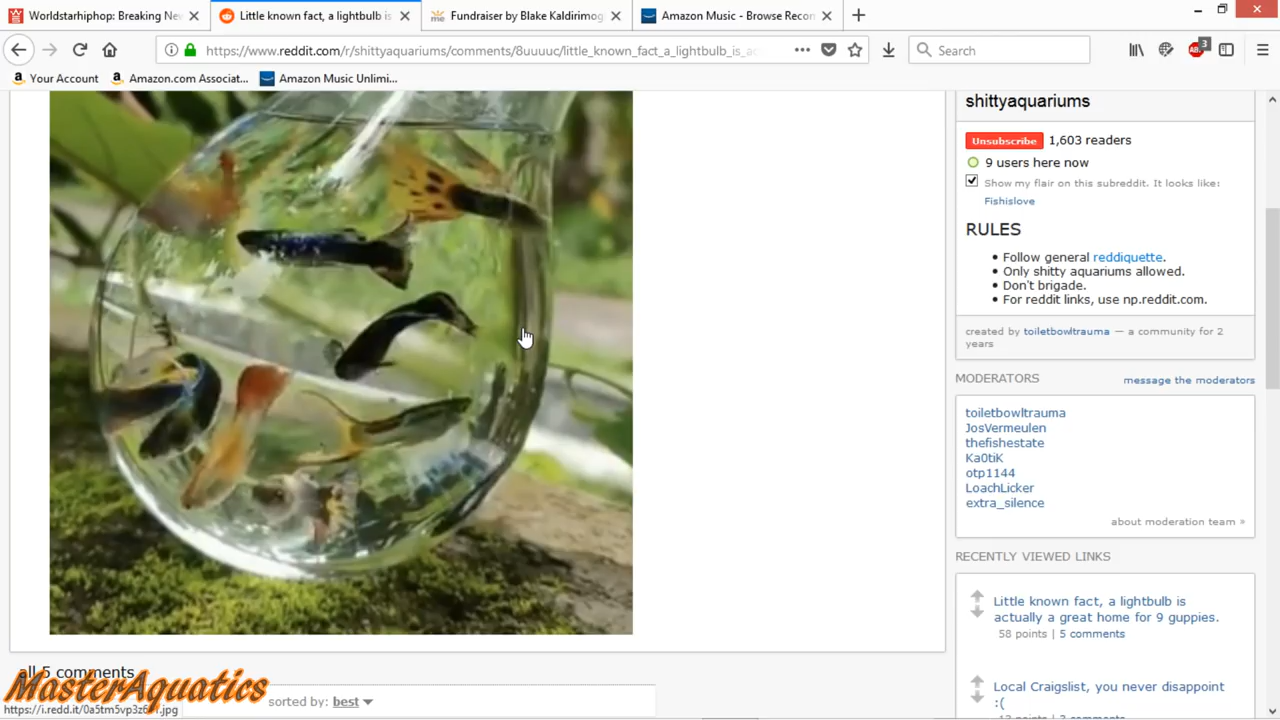 Worldstarhiphop: Breaking Ne
Little known fact, a lightbulb is
me Fundraiser by Blake Kaldirimog
Amazon Music - Browse Recom
https://www.reddit.com/r/shittyaquariums/comments/8uuuuc/little_known_fact_a_lightbulb_is_a
Search
3
Your Account
Amazon.com Associat...
Amazon Music Unlimi...
shittyaquariums
Unsubscribe 1,603 readers
9 users here now
Show my flair on this subreddit. It looks like:
Fishislove
RULES
Follow general reddiquette.
Only shitty aquariums allowed.
Don't brigade.
For reddit links, use np.reddit.com.
created by toiletbowltrauma — a community for 2
years
MODERATORS message the moderators
toiletbowltrauma
JosVermeulen
thefishestate
Ka0tiK
otp1144
LoachLicker
extra_silence
about moderation team »
RECENTLY VIEWED LINKS
Little known fact, a lightbulb is
actually a great home for 9 guppies.
58 points | 5 comments
Local Craigslist, you never disappoint
:(
comments
all 5 comments
MasterAquatics
sorted by: best